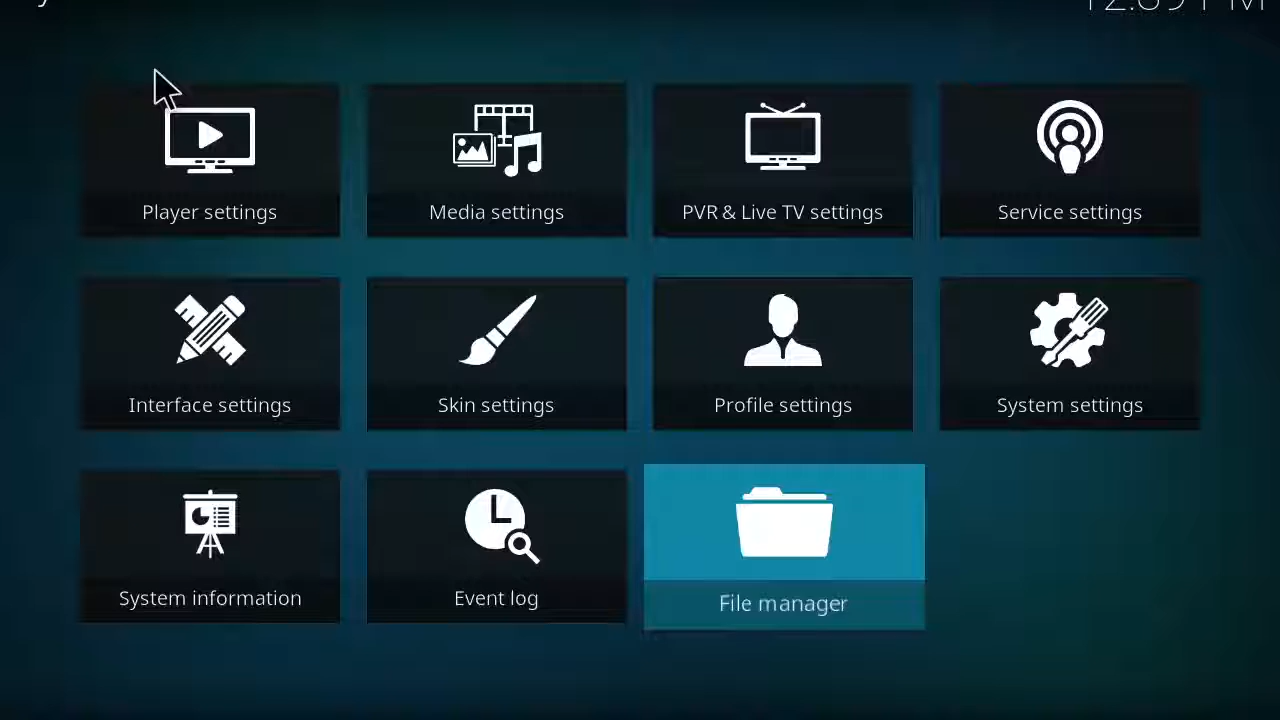 Player settings
Media settings
PVR & Live TV settings
Service settings
Interface settings
Skin settings
Profile settings
System settings
System information
Event log
File manager